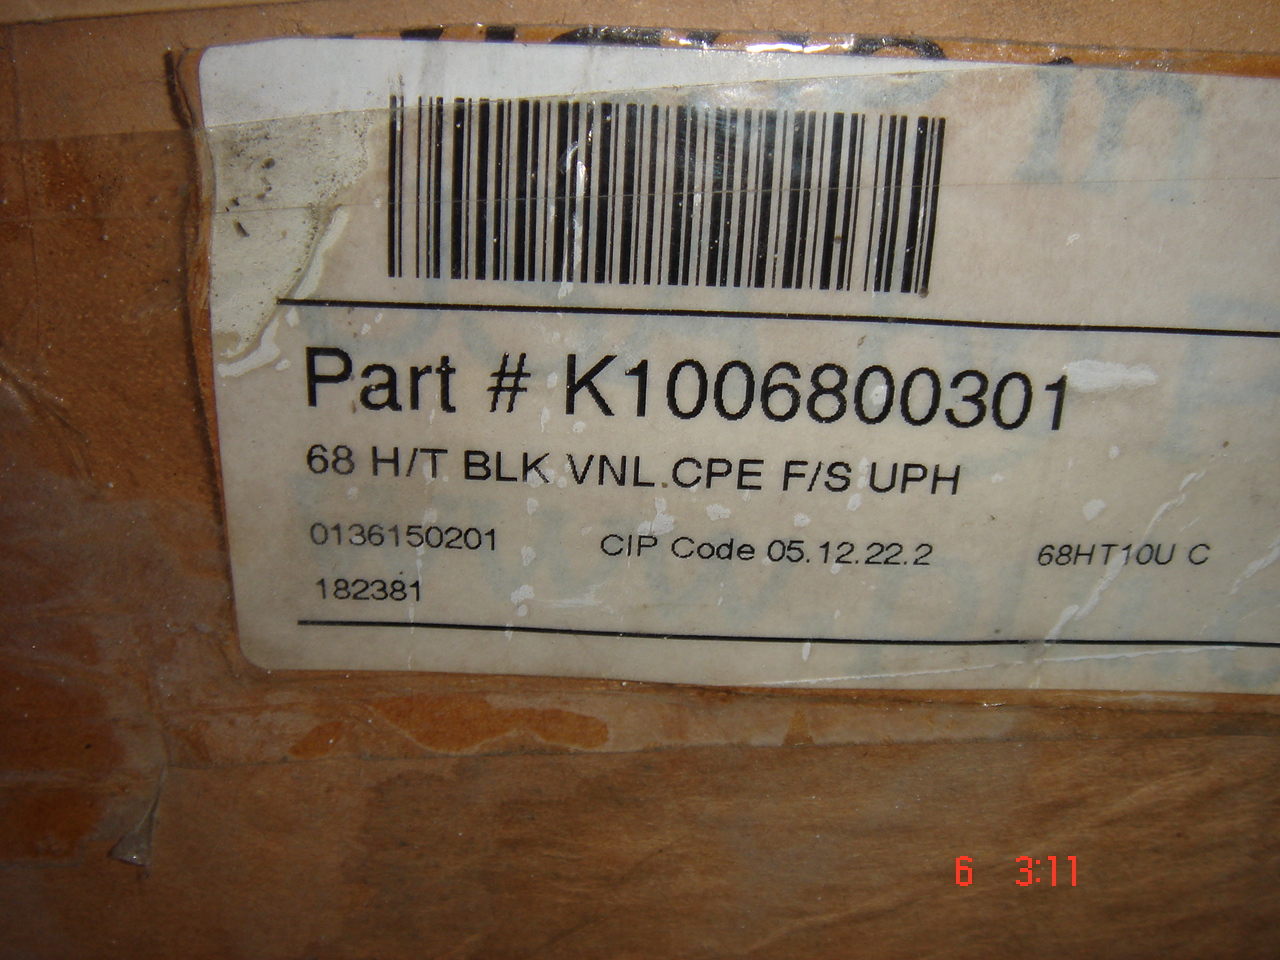 Part # K1006800301
68 H/T BLK VNL.CPE F/S UPH
0136150201 CIP Code 05.12.22.2 68HT10U C
182381
6 3:11